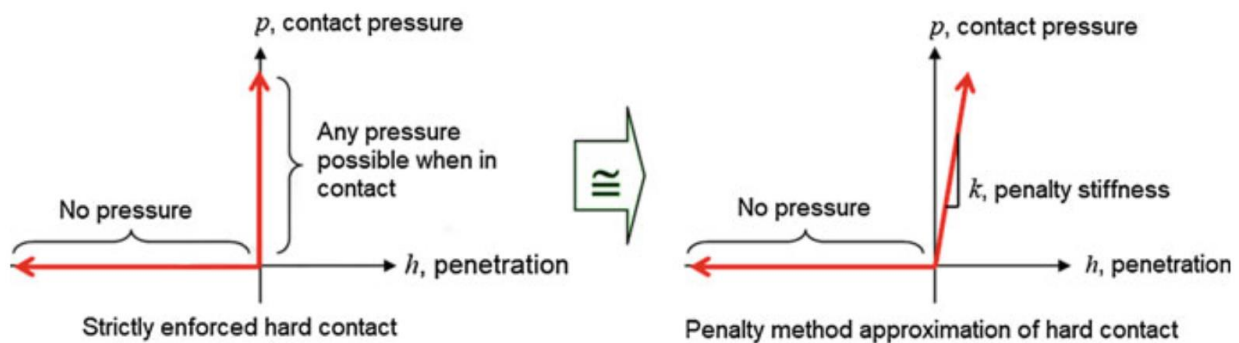 p, contact pressure
Any pressure
possible when in
contact
No pressure
h, penetration
Strictly enforced hard contact
≅
p, contact pressure
k, penalty stiffness
No pressure
h, penetration
Penalty method approximation of hard contact